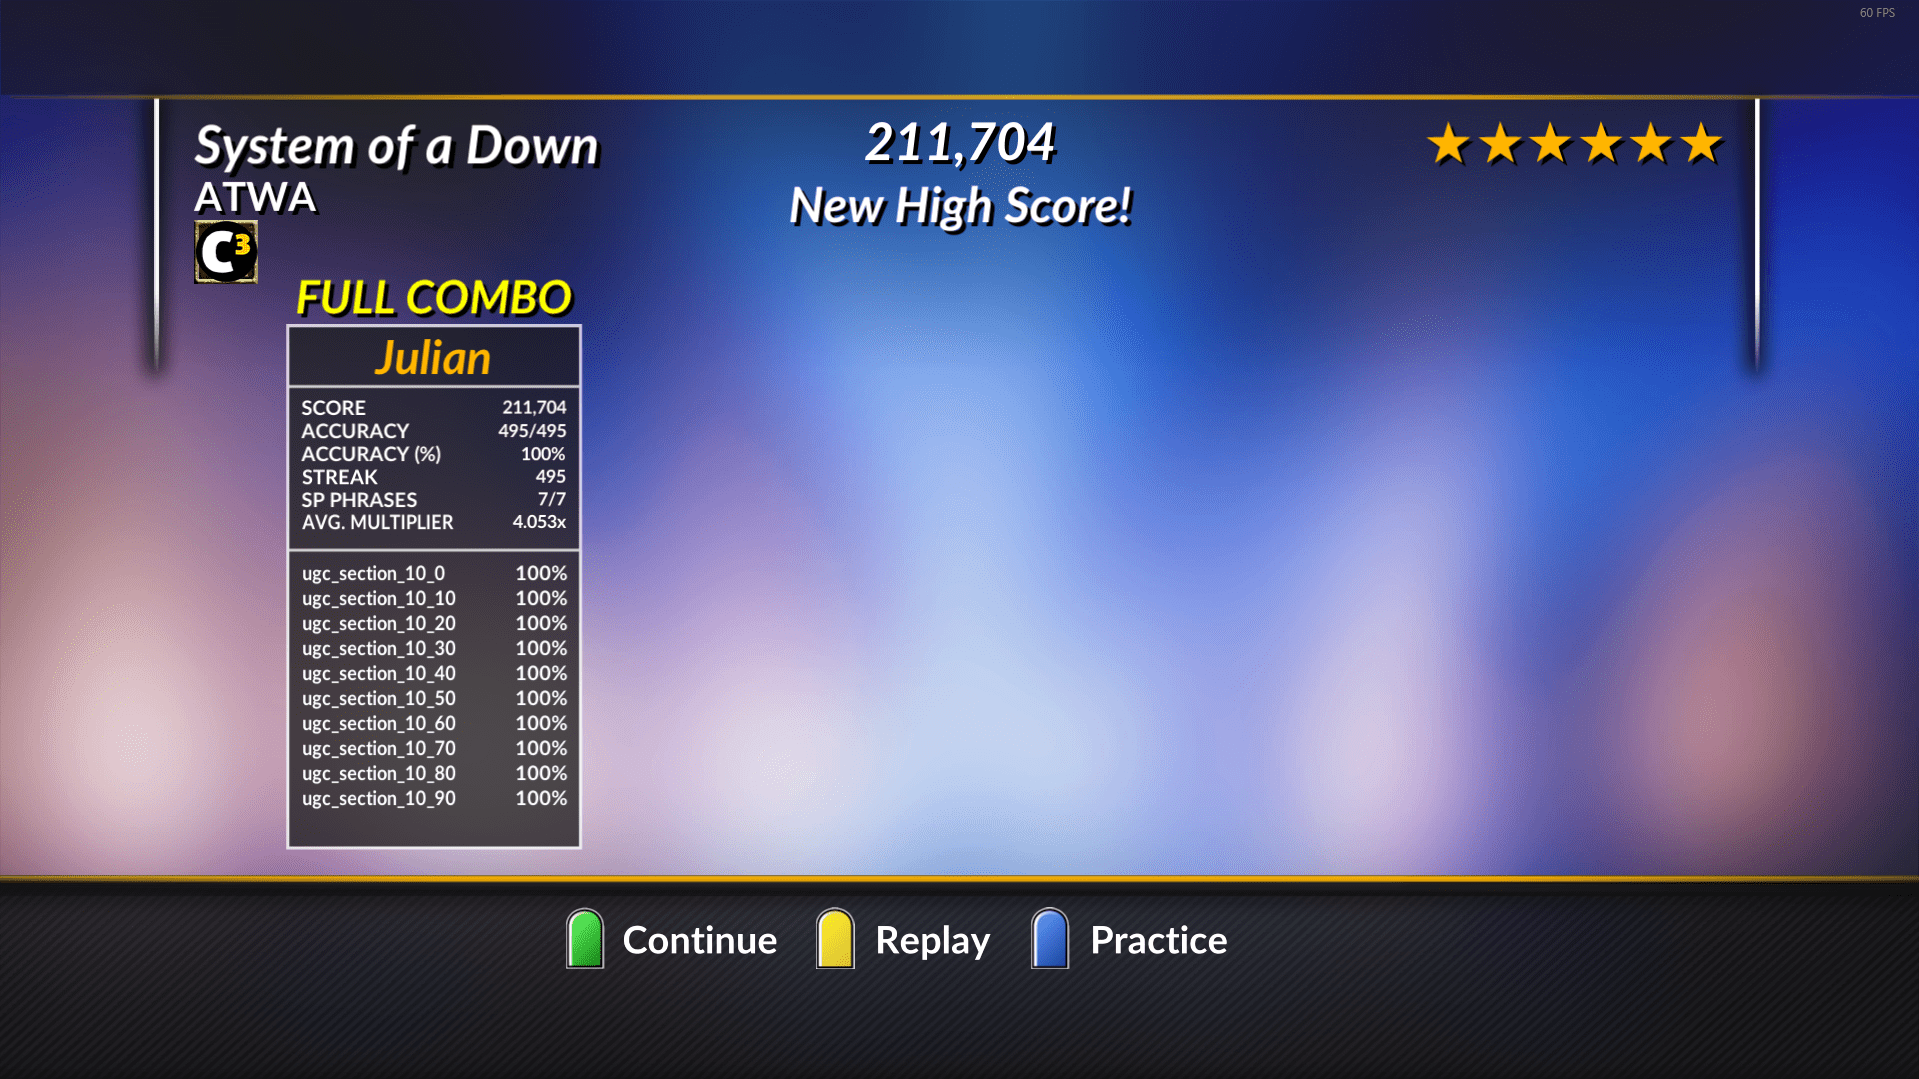 60 FPS
System of a Down
ATWA
C3
211,704
New High Score!
FULL COMBO
Julian
SCORE 211,704
ACCURACY 495/495
ACCURACY (%) 100%
STREAK 495
SP PHRASES 7/7
AVG. MULTIPLIER 4.053x
ugc_section_10_0 100%
ugc_section_10_10 100%
ugc_section_10_20 100%
ugc_section_10_30 100%
ugc_section_10_40 100%
ugc_section_10_50 100%
ugc_section_10_60 100%
ugc_section_10_70 100%
ugc_section_10_80 100%
ugc_section_10_90 100%
Continue Replay Practice